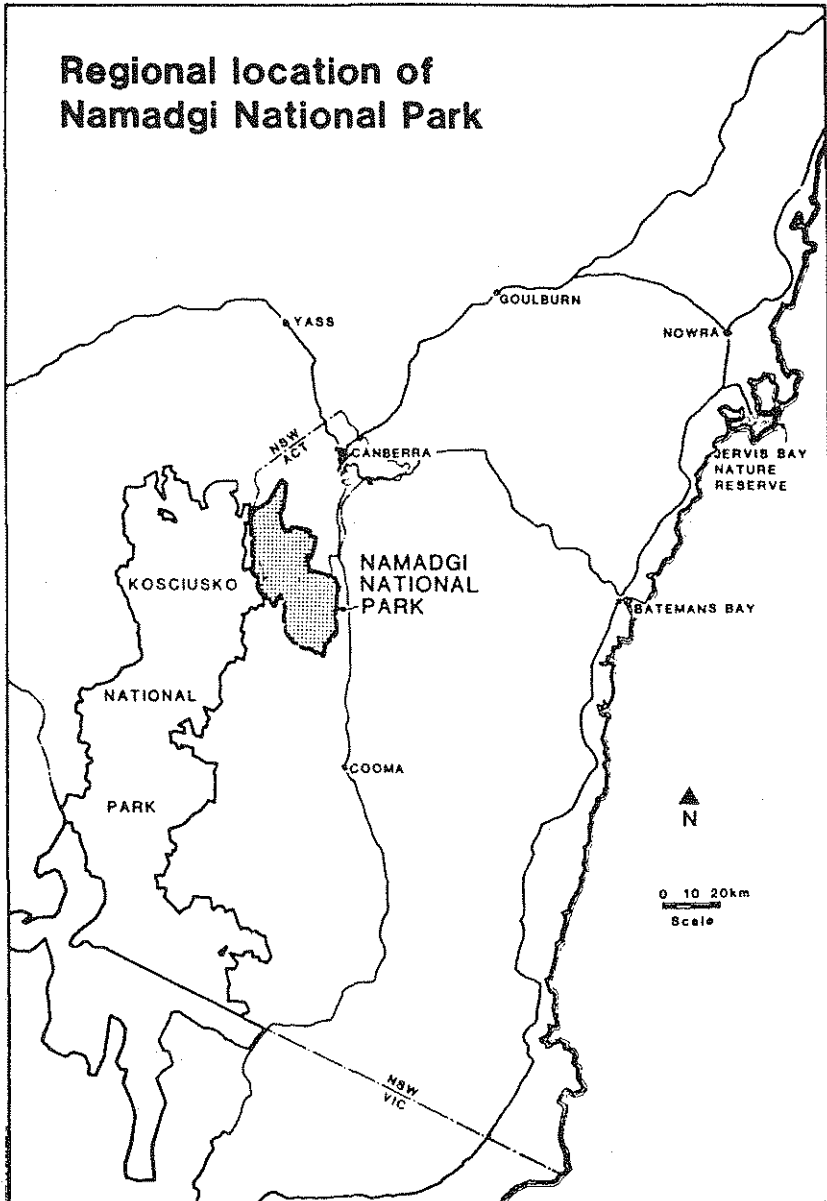 Regional location of
Namadgi National Park
GOULBURN
YASS
NOWRA
NSW
ACT
CANBERRA
JERVIS BAY
NATURE
RESERVE
NAMADGI
NATIONAL
PARK
KOSCIUSKO
BATEMANS BAY
NATIONAL
COOMA
PARK
N
0 10 20km
Scale
NSW
VIC